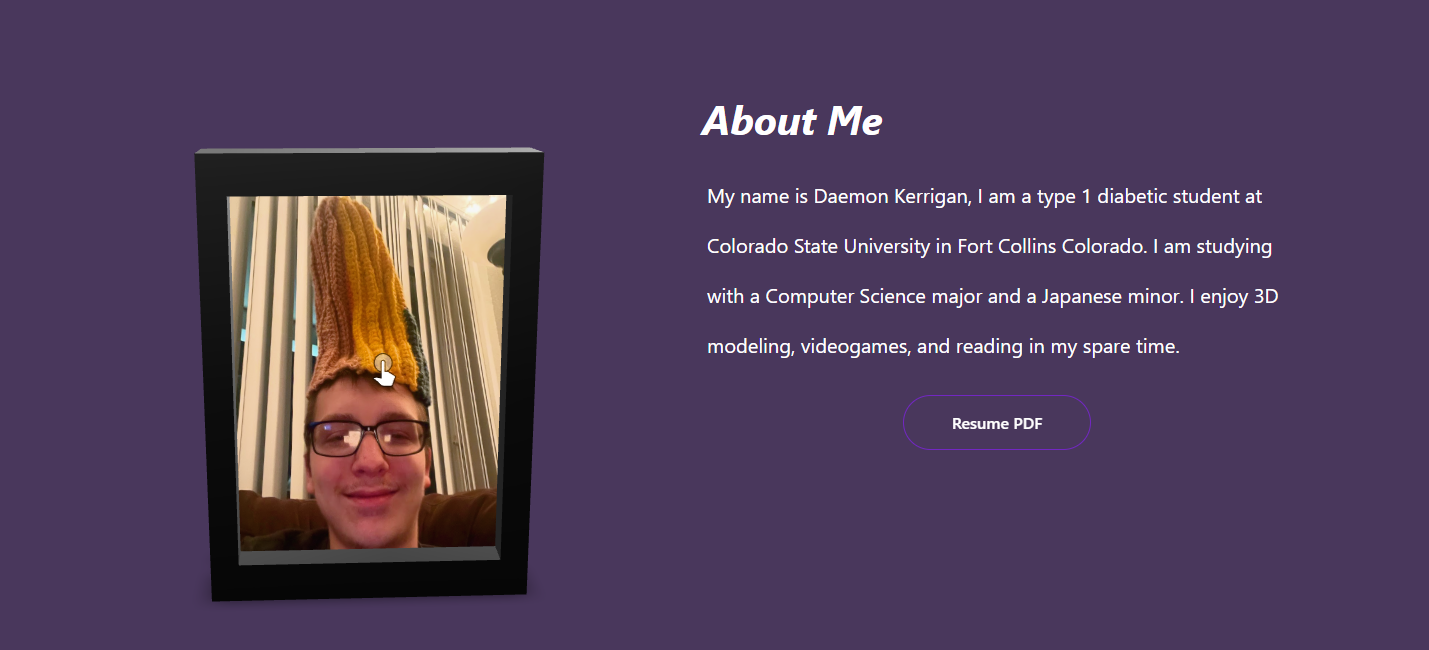 About Me
My name is Daemon Kerrigan, I am a type 1 diabetic student at
Colorado State University in Fort Collins Colorado. I am studying
with a Computer Science major and a Japanese minor. I enjoy 3D
modeling, videogames, and reading in my spare time.
Resume PDF